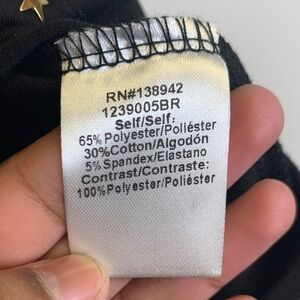 RN#138942
1239005BR
Self/Self:
65% Polyester/Poliéster
30%Cotton/Algodón
5% Spandex/Elastano
Contrast/Contraste:
100%Polyester/Poliéster